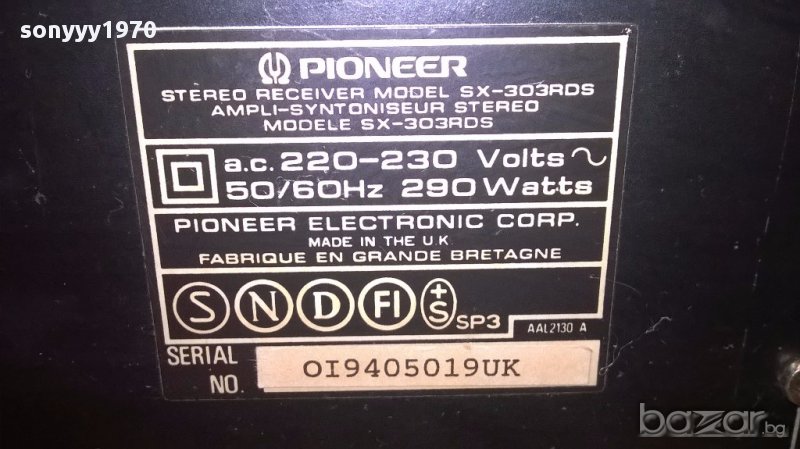 sonyyy1970
PIONEER
STEREO RECEIVER MODEL SX-303RDS
AMPLI-SYNTONISEUR STEREO
MODELE SX-303RDS
a.c. 220-230 Volts ~
50/60Hz 290 Watts
PIONEER ELECTRONIC CORP.
MADE IN THE U.K.
FABRIQUE EN GRANDE BRETAGNE
S N D FI +S SP3
AAL2130 A
SERIAL NO. OI9405019UK
bazar.bg